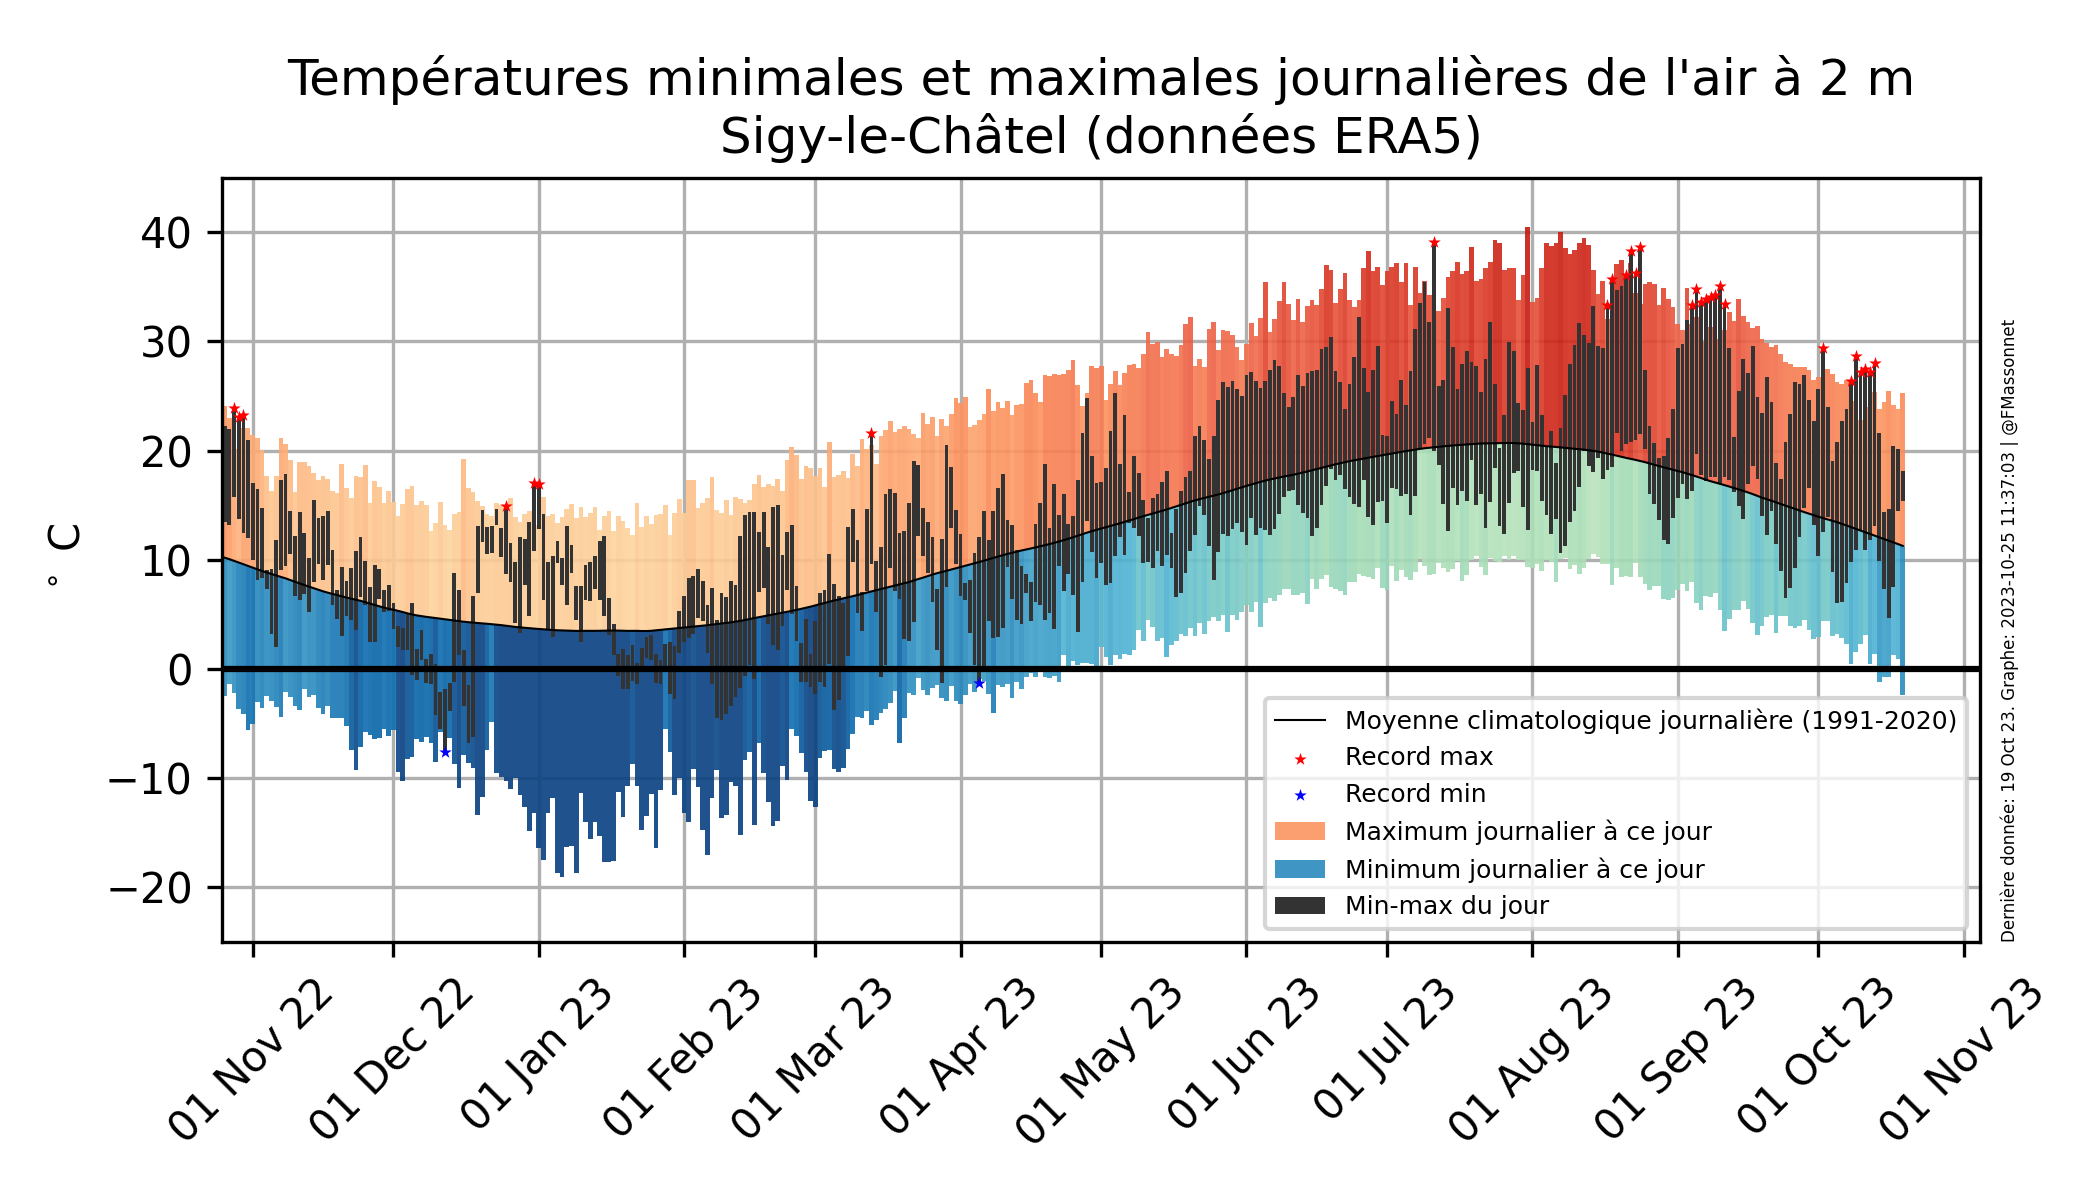 Températures minimales et maximales journalières de l'air à 2 m
Sigy-le-Châtel (données ERA5)
° C
40
30
20
10
0
−10
−20
Moyenne climatologique journalière (1991-2020)
Record max
Record min
Maximum journalier à ce jour
Minimum journalier à ce jour
Min-max du jour
01 Nov 22
01 Dec 22
01 Jan 23
01 Feb 23
01 Mar 23
01 Apr 23
01 May 23
01 Jun 23
01 Jul 23
01 Aug 23
01 Sep 23
01 Oct 23
01 Nov 23
Dernière donnée: 19 Oct 23. Graphe: 2023-10-25 11:37:03 | @FMassonnet